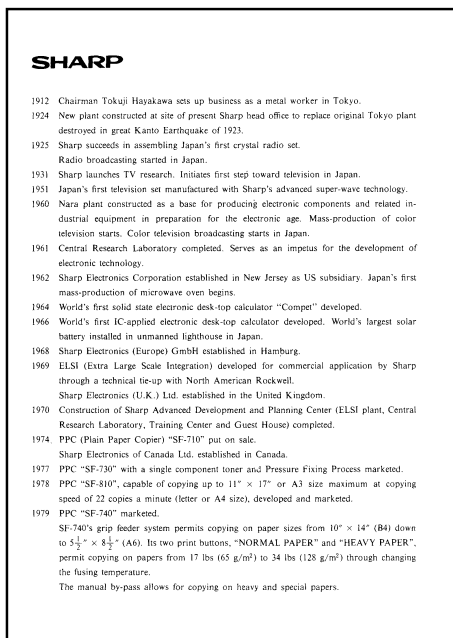 SHARP
1912 Chairman Tokuji Hayakawa sets up business as a metal worker in Tokyo.
1924 New plant constructed at site of present Sharp head office to replace original Tokyo plant
destroyed in great Kanto Earthquake of 1923.
1925 Sharp succeeds in assembling Japan's first crystal radio set.
Radio broadcasting started in Japan.
1931 Sharp launches TV research. Initiates first step toward television in Japan.
1951 Japan's first television set manufactured with Sharp's advanced super-wave technology.
1960 Nara plant constructed as a base for producing electronic components and related in-
dustrial equipment in preparation for the electronic age. Mass-production of color
television starts. Color television broadcasting starts in Japan.
1961 Central Research Laboratory completed. Serves as an impetus for the development of
electronic technology.
1962 Sharp Electronics Corporation established in New Jersey as US subsidiary. Japan's first
mass-production of microwave oven begins.
1964 World's first solid state electronic desk-top calculator "Compet" developed.
1966 World's first IC-applied electronic desk-top calculator developed. World's largest solar
battery installed in unmanned lighthouse in Japan.
1968 Sharp Electronics (Europe) GmbH established in Hamburg.
1969 ELSI (Extra Large Scale Integration) developed for commercial application by Sharp
through a technical tie-up with North American Rockwell.
Sharp Electronics (U.K.) Ltd. established in the United Kingdom.
1970 Construction of Sharp Advanced Development and Planning Center (ELSI plant, Central
Research Laboratory, Training Center and Guest House) completed.
1974 PPC (Plain Paper Copier) "SF-710" put on sale.
Sharp Electronics of Canada Ltd. established in Canada.
1977 PPC "SF-730" with a single component toner and Pressure Fixing Process marketed.
1978 PPC "SF-810", capable of copying up to 11" × 17" or A3 size maximum at copying
speed of 22 copies a minute (letter or A4 size), developed and marketed.
1979 PPC "SF-740" marketed.
SF-740's grip feeder system permits copying on paper sizes from 10" × 14" (B4) down
to 5½" × 8½" (A6). Its two print buttons, "NORMAL PAPER" and "HEAVY PAPER",
permit copying on papers from 17 lbs (65 g/m²) to 34 lbs (128 g/m²) through changing
the fusing temperature.
The manual by-pass allows for copying on heavy and special papers.